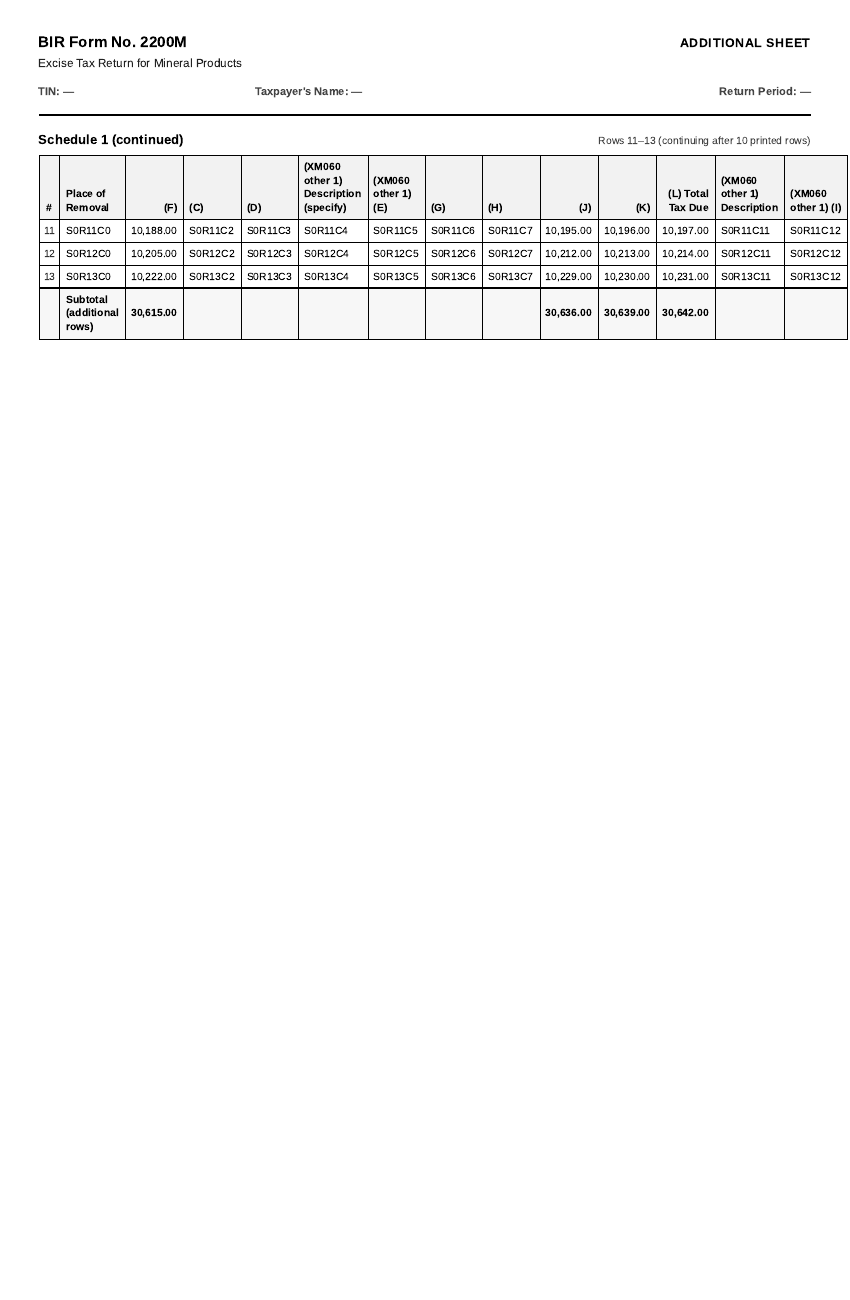 BIR Form No. 2200M
ADDITIONAL SHEET
Excise Tax Return for Mineral Products
TIN: — Taxpayer's Name: — Return Period: —
Schedule 1 (continued)
Rows 11–13 (continuing after 10 printed rows)
# Place of Removal (F) (C) (D) (XM060 other 1) Description (specify) (XM060 other 1) (E) (G) (H) (J) (K) (L) Total Tax Due (XM060 other 1) Description (XM060 other 1) (I)
11 S0R11C0 10,188.00 S0R11C2 S0R11C3 S0R11C4 S0R11C5 S0R11C6 S0R11C7 10,195.00 10,196.00 10,197.00 S0R11C11 S0R11C12
12 S0R12C0 10,205.00 S0R12C2 S0R12C3 S0R12C4 S0R12C5 S0R12C6 S0R12C7 10,212.00 10,213.00 10,214.00 S0R12C11 S0R12C12
13 S0R13C0 10,222.00 S0R13C2 S0R13C3 S0R13C4 S0R13C5 S0R13C6 S0R13C7 10,229.00 10,230.00 10,231.00 S0R13C11 S0R13C12
Subtotal (additional rows) 30,615.00 30,636.00 30,639.00 30,642.00